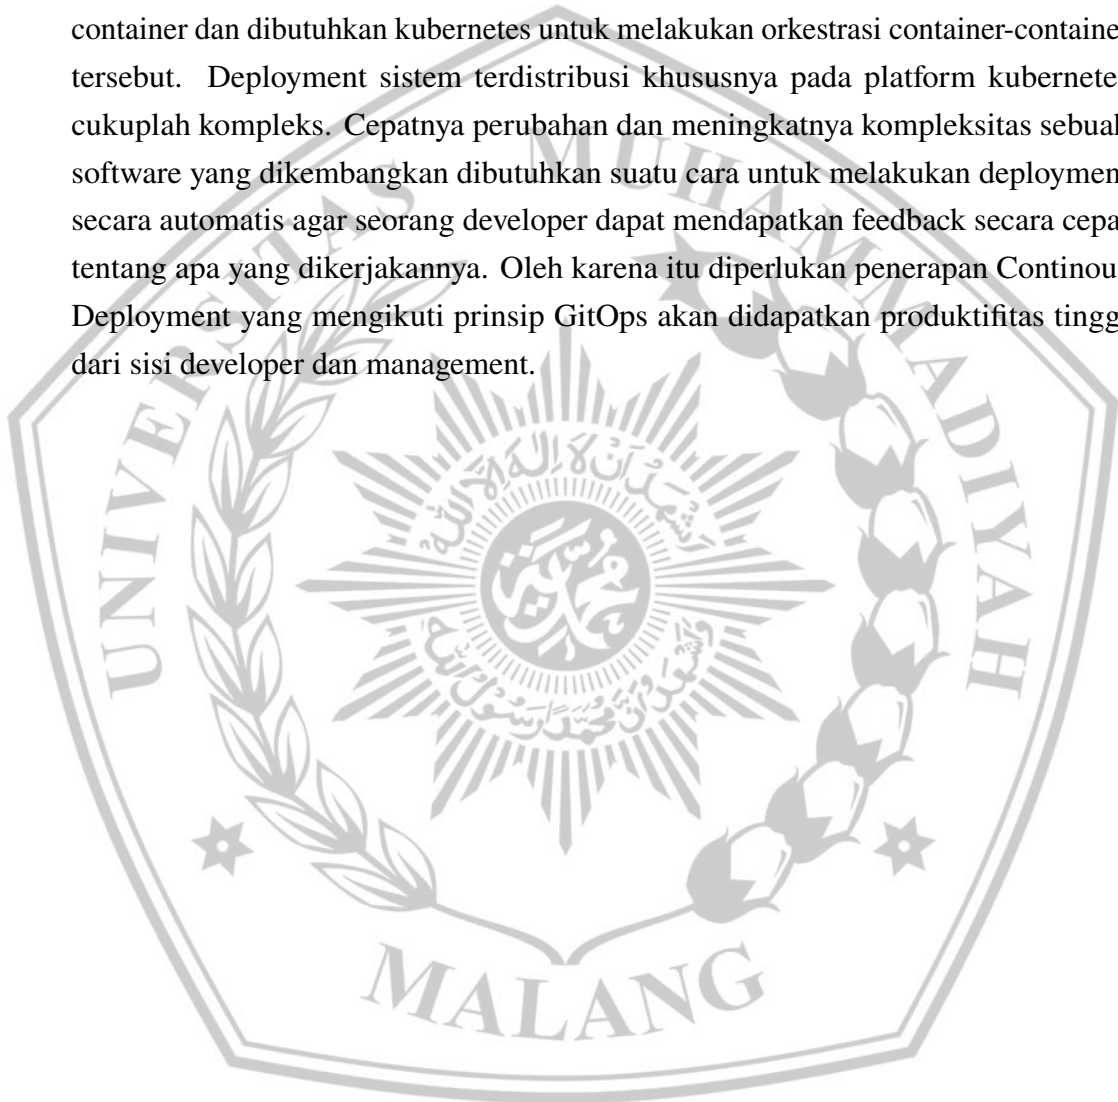 container dan dibutuhkan kubernetes untuk melakukan orkestrasi container-containe
tersebut. Deployment sistem terdistribusi khususnya pada platform kubernete
cukuplah kompleks. Cepatnya perubahan dan meningkatnya kompleksitas sebua
software yang dikembangkan dibutuhkan suatu cara untuk melakukan deploymen
secara automatis agar seorang developer dapat mendapatkan feedback secara cepa
tentang apa yang dikerjakannya. Oleh karena itu diperlukan penerapan Continou
Deployment yang mengikuti prinsip GitOps akan didapatkan produktifitas tingg
dari sisi developer dan management.
UNIVERSITAS MUHAMMADIYAH
MALANG